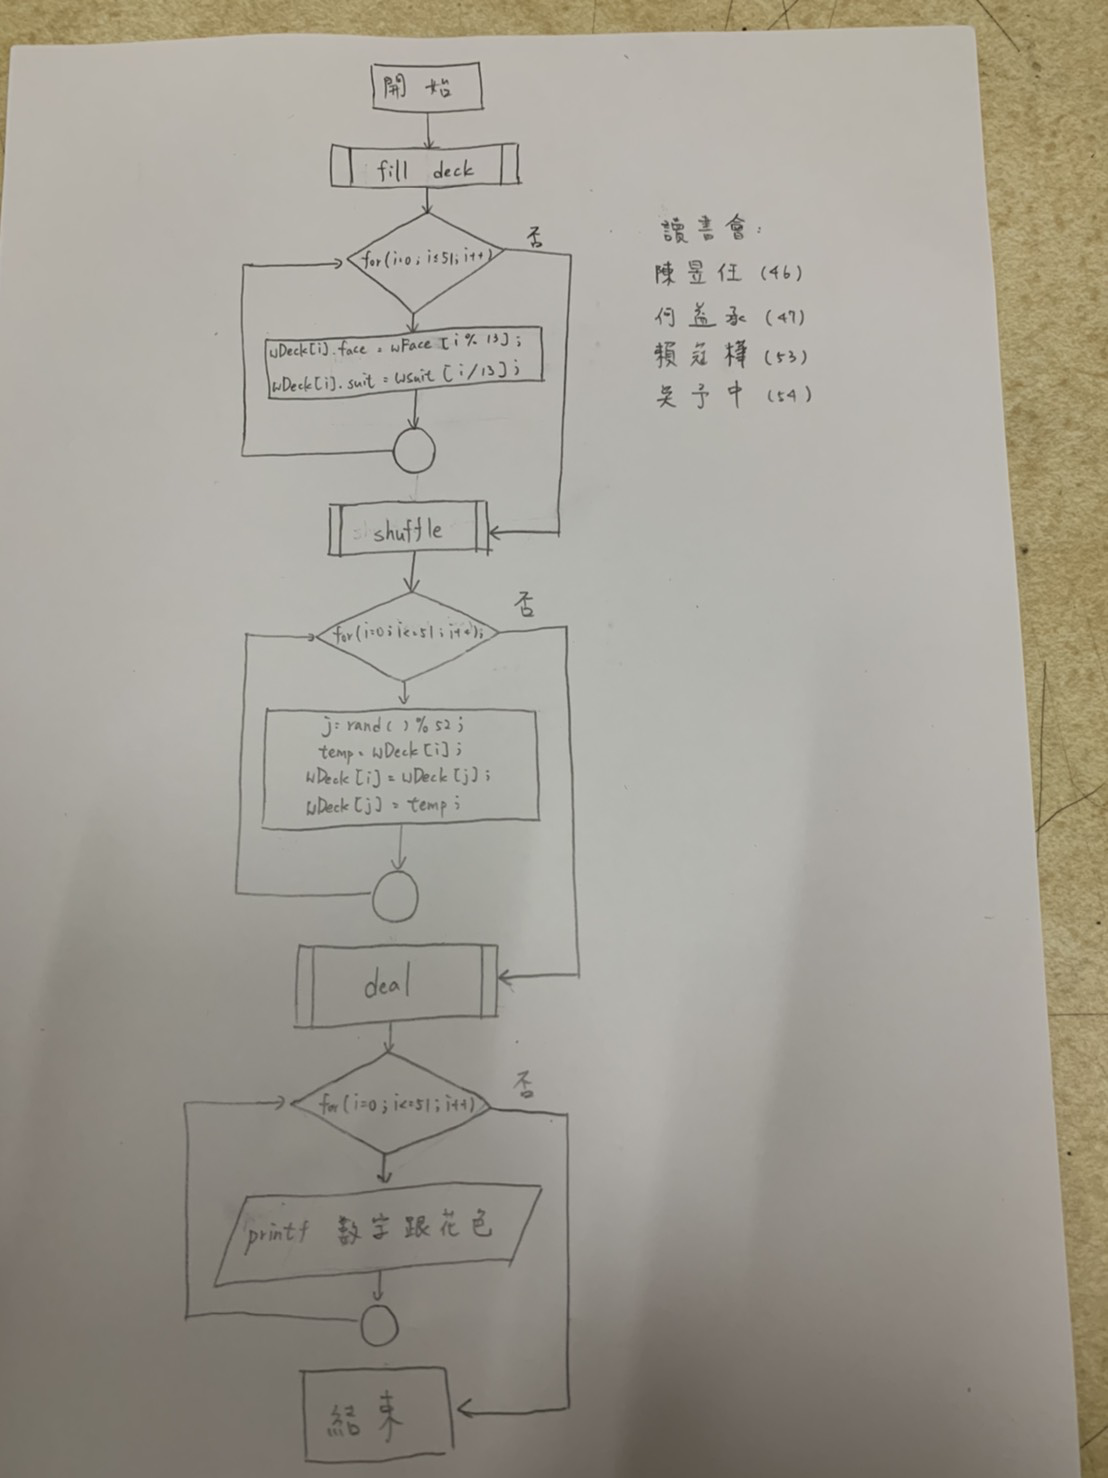 開始
fill deck
for(i=0; i≤51; i++)
否
wDeck[i].face = wFace[i % 13];
wDeck[i].suit = wsuit[i/13];
shuffle
for(i=0; i<=51; i++);
否
j=rand()%52;
temp=wDeck[i];
wDeck[i]=wDeck[j];
wDeck[j]=temp;
deal
for(i=0; i<=51; i++)
否
printf 數字跟花色
結束
讀書會:
陳昱任 (46)
何益承 (47)
賴冠樺 (53)
吳予中 (54)